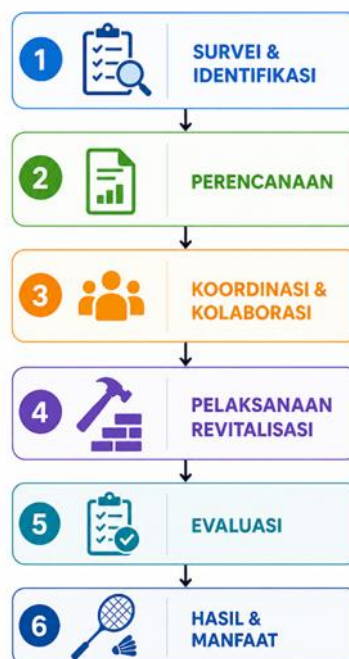 1
SURVEI &
IDENTIFIKASI
2
PERENCANAAN
3
KOORDINASI &
KOLABORASI
4
PELAKSANAAN
REVITALISASI
5
EVALUASI
6
HASIL &
MANFAAT